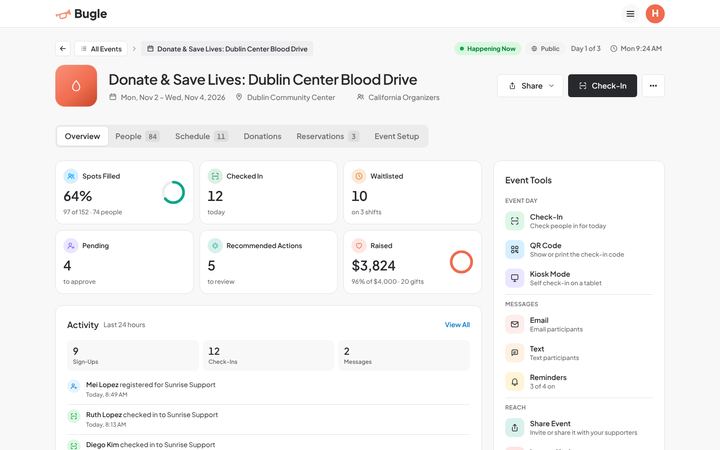 Bugle
H
All Events
Donate & Save Lives: Dublin Center Blood Drive
Happening Now
Public
Day 1 of 3
Mon 9:24 AM
Donate & Save Lives: Dublin Center Blood Drive
Mon, Nov 2 – Wed, Nov 4, 2026
Dublin Community Center
California Organizers
Share
Check-In
Overview
People 84
Schedule 11
Donations
Reservations 3
Event Setup
Spots Filled
64%
97 of 152 · 74 people
Checked In
12
today
Waitlisted
10
on 3 shifts
Pending
4
to approve
Recommended Actions
5
to review
Raised
$3,824
96% of $4,000 · 20 gifts
Activity
Last 24 hours
View All
9
Sign-Ups
12
Check-Ins
2
Messages
Mei Lopez registered for Sunrise Support
Today, 8:49 AM
Ruth Lopez checked in to Sunrise Support
Today, 8:13 AM
Diego Kim checked in to Sunrise Support
Event Tools
EVENT DAY
Check-In
Check people in for today
QR Code
Show or print the check-in code
Kiosk Mode
Self check-in on a tablet
MESSAGES
Email
Email participants
Text
Text participants
Reminders
3 of 4 on
REACH
Share Event
Invite or share it with your supporters